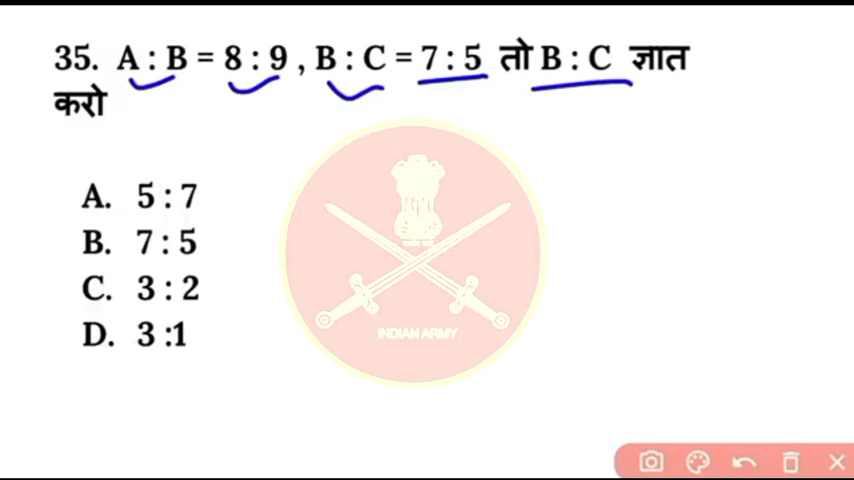 35. A : B = 8 : 9 , B : C = 7 : 5 तो B : C ज्ञात
करो
A. 5 : 7
B. 7 : 5
C. 3 : 2
D. 3 :1
INDIAN ARMY